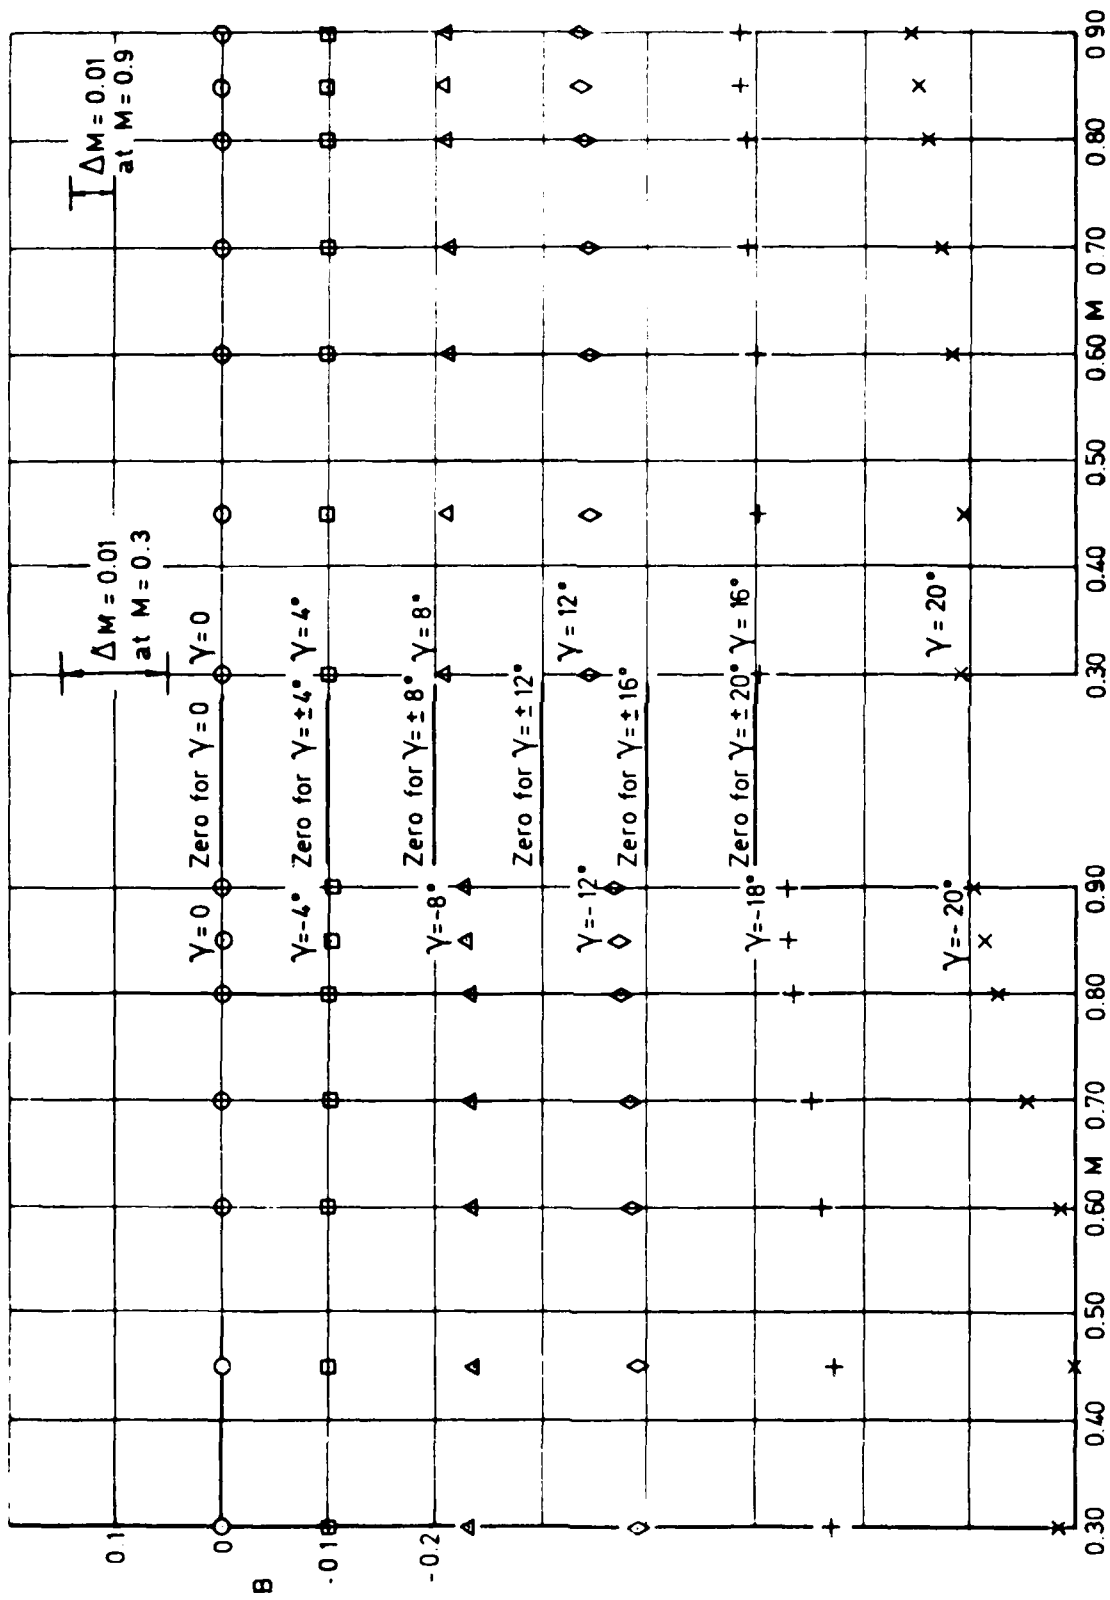 ΔM = 0.01
at M = 0.3
ΔM = 0.01
at M = 0.9
γ=0
Zero for γ=0
γ=0
γ=-4°
Zero for γ=±4°
γ=4°
γ=-8°
Zero for γ=±8°
γ=8°
γ=-12°
Zero for γ=±12°
γ=12°
Zero for γ=±16°
γ=-18°
Zero for γ=±20°
γ=16°
γ=-20°
γ=20°
0.1
0
B
-0.1
-0.2
0.30 0.40 0.50 0.60 M 0.70 0.80 0.90
0.30 0.40 0.50 0.60 M 0.70 0.80 0.90